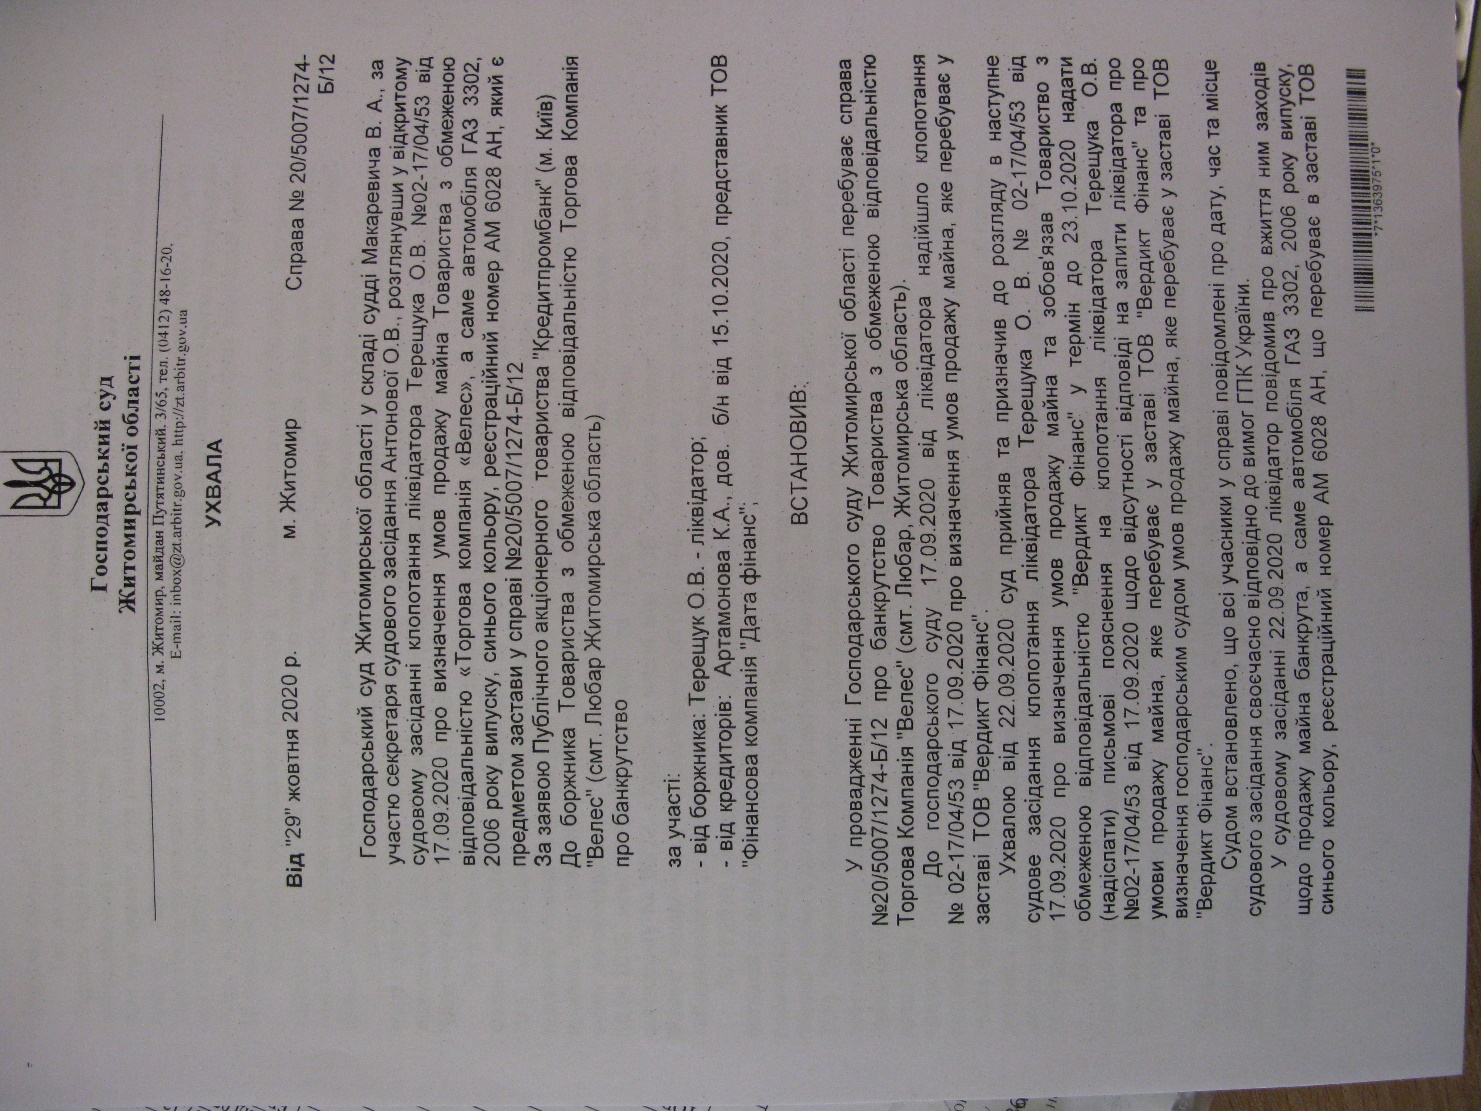 Господарський суд
Житомирської області
10002, м. Житомир, майдан Путятинський, 3/65, тел. (0412) 48-16-20,
E-mail: inbox@zt.arbitr.gov.ua, http://zt.arbitr.gov.ua
УХВАЛА
Від "29" жовтня 2020 р. м. Житомир Справа № 20/5007/1274-
Б/12
Господарський суд Житомирської області у складі судді Макаревича В. А., за
участю секретаря судового засідання Антонової О.В., розглянувши у відкритому
судовому засіданні клопотання ліквідатора Терещука О.В. №02-17/04/53 від
17.09.2020 про визначення умов продажу майна Товариства з обмеженою
відповідальністю «Торгова компанія «Велес», а саме автомобіля ГАЗ 3302,
2006 року випуску, синього кольору, реєстраційний номер АМ 6028 АН, який є
предметом застави у справі №20/5007/1274-Б/12
За заявою Публічного акціонерного товариства "Кредитпромбанк" (м. Київ)
До боржника Товариства з обмеженою відповідальністю Торгова Компанія
"Велес" (смт. Любар Житомирська область)
про банкрутство
за участі:
- від боржника: Терещук О.В. - ліквідатор;
- від кредиторів: Артамонова К.А., дов. б/н від 15.10.2020, представник ТОВ
"Фінансова компанія "Дата фінанс";
ВСТАНОВИВ:
У провадженні Господарського суду Житомирської області перебуває справа
№20/5007/1274-Б/12 про банкрутство Товариства з обмеженою відповідальністю
Торгова Компанія "Велес" (смт. Любар, Житомирська область).
До господарського суду 17.09.2020 від ліквідатора надійшло клопотання
№ 02-17/04/53 від 17.09.2020 про визначення умов продажу майна, яке перебуває у
заставі ТОВ "Вердикт Фінанс".
Ухвалою від 22.09.2020 суд прийняв та призначив до розгляду в наступне
судове засідання клопотання ліквідатора Терещука О. В. № 02-17/04/53 від
17.09.2020 про визначення умов продажу майна та зобов'язав Товариство з
обмеженою відповідальністю "Вердикт Фінанс" у термін до 23.10.2020 надати
(надіслати) письмові пояснення на клопотання ліквідатора Терещука О.В.
№02-17/04/53 від 17.09.2020 щодо відсутності відповіді на запити ліквідатора про
умови продажу майна, яке перебуває у заставі ТОВ "Вердикт Фінанс" та про
визначення господарським судом умов продажу майна, яке перебуває у заставі ТОВ
"Вердикт Фінанс".
Судом встановлено, що всі учасники у справі повідомлені про дату, час та місце
судового засідання своєчасно відповідно до вимог ГПК України.
У судовому засіданні 22.09.2020 ліквідатор повідомив про вжиття ним заходів
щодо продажу майна банкрута, а саме автомобіля ГАЗ 3302, 2006 року випуску,
синього кольору, реєстраційний номер АМ 6028 АН, що перебуває в заставі ТОВ
*7*1363975*1*0*